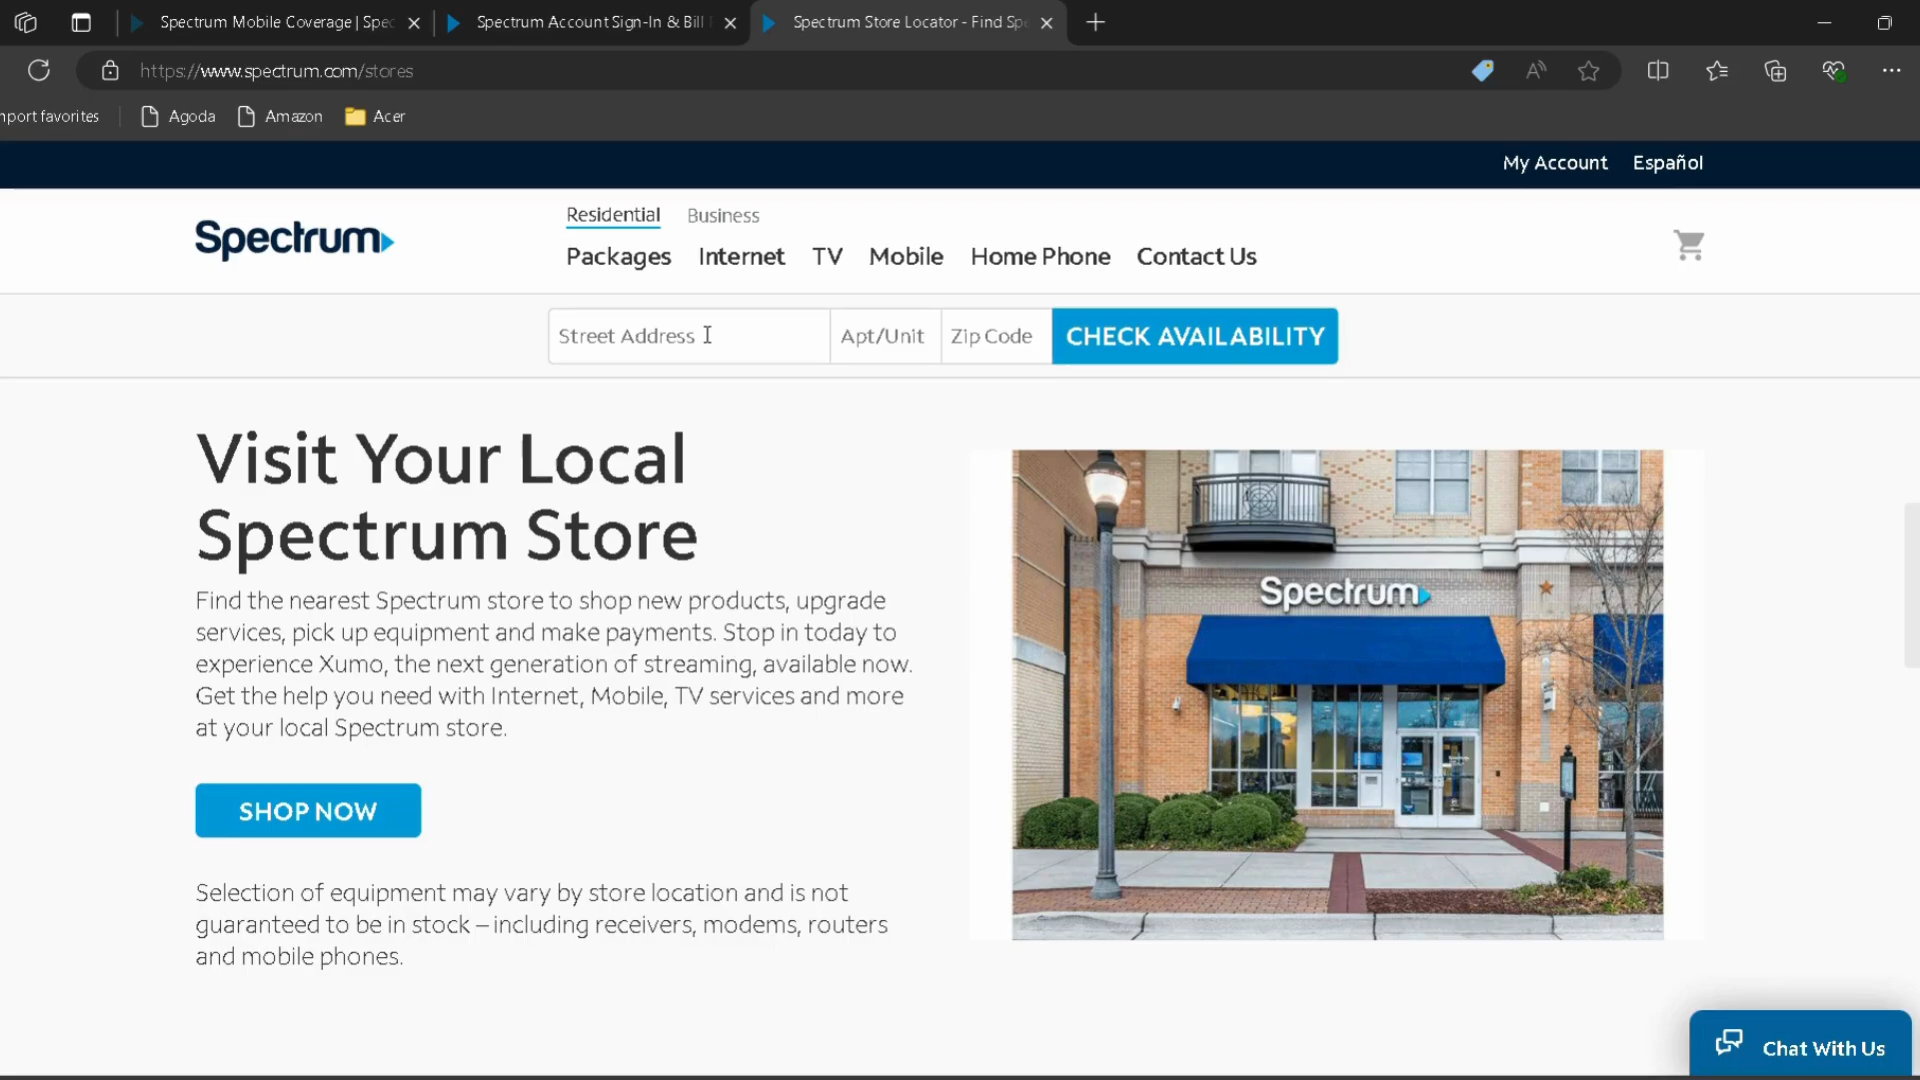 Spectrum Mobile Coverage | Spec
Spectrum Account Sign-In & Bill
Spectrum Store Locator - Find Spe
https://www.spectrum.com/stores
mport favorites
Agoda
Amazon
Acer
My Account
Español
Spectrum
Residential
Business
Packages
Internet
TV
Mobile
Home Phone
Contact Us
Street Address
Apt/Unit
Zip Code
CHECK AVAILABILITY
Visit Your Local
Spectrum Store
Find the nearest Spectrum store to shop new products, upgrade
services, pick up equipment and make payments. Stop in today to
experience Xumo, the next generation of streaming, available now.
Get the help you need with Internet, Mobile, TV services and more
at your local Spectrum store.
SHOP NOW
Selection of equipment may vary by store location and is not
guaranteed to be in stock – including receivers, modems, routers
and mobile phones.
Spectrum
Chat With Us